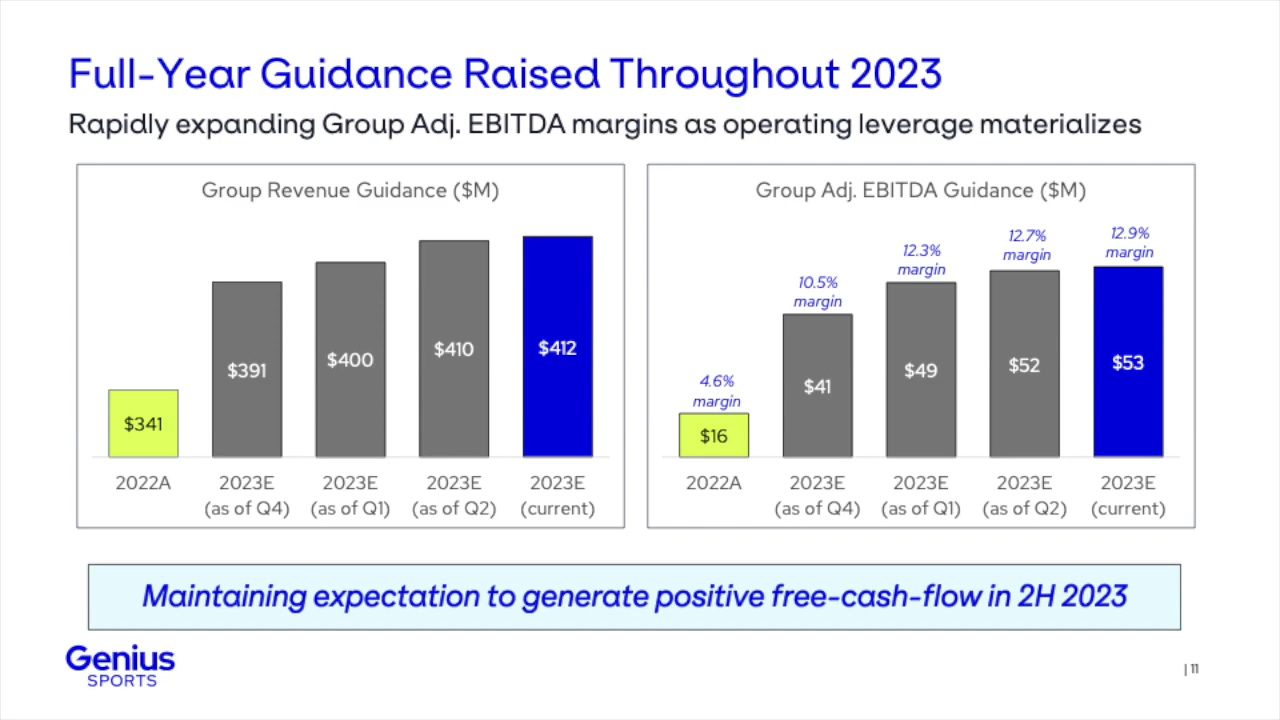 Full-Year Guidance Raised Throughout 2023
Rapidly expanding Group Adj. EBITDA margins as operating leverage materializes
Group Revenue Guidance ($M)
$341
$391
$400
$410
$412
2022A
2023E
(as of Q4)
2023E
(as of Q1)
2023E
(as of Q2)
2023E
(current)
Group Adj. EBITDA Guidance ($M)
4.6%
margin
10.5%
margin
12.3%
margin
12.7%
margin
12.9%
margin
$16
$41
$49
$52
$53
2022A
2023E
(as of Q4)
2023E
(as of Q1)
2023E
(as of Q2)
2023E
(current)
Maintaining expectation to generate positive free-cash-flow in 2H 2023
Genius
SPORTS
| 11